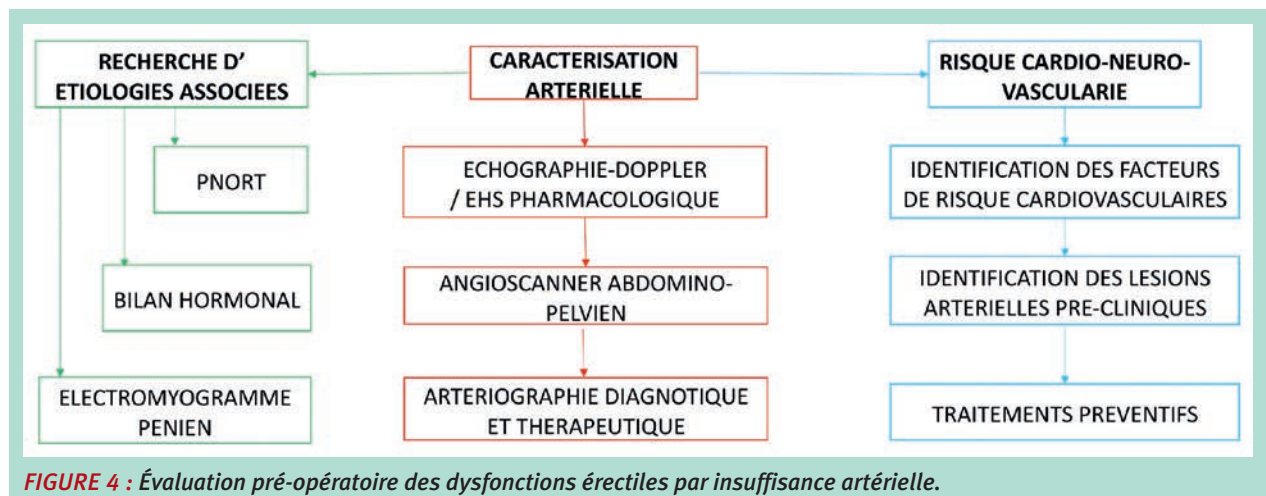 RECHERCHE D'
ETIOLOGIES ASSOCIEES
PNORT
BILAN HORMONAL
ELECTROMYOGRAMME
PENIEN
CARACTERISATION
ARTERIELLE
ECHOGRAPHIE-DOPPLER
/ EHS PHARMACOLOGIQUE
ANGIOSCANNER ABDOMINO-
PELVIEN
ARTERIOGRAPHIE DIAGNOTIQUE
ET THERAPEUTIQUE
RISQUE CARDIO-NEURO-
VASCULARIE
IDENTIFICATION DES FACTEURS
DE RISQUE CARDIOVASCULAIRES
IDENTIFICATION DES LESIONS
ARTERIELLES PRE-CLINIQUES
TRAITEMENTS PREVENTIFS
FIGURE 4 : Évaluation pré-opératoire des dysfonctions érectiles par insuffisance artérielle.